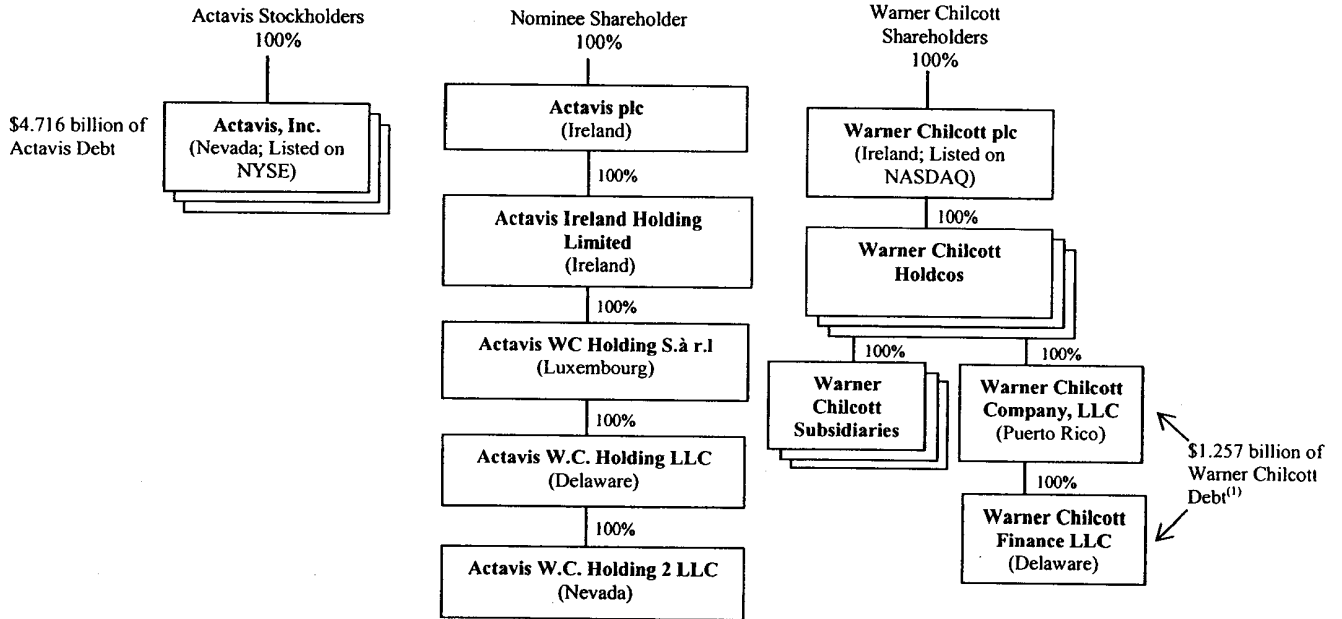 Actavis Stockholders
100%
$4.716 billion of
Actavis Debt
Actavis, Inc.
(Nevada; Listed on
NYSE)
Nominee Shareholder
100%
Actavis plc
(Ireland)
100%
Actavis Ireland Holding
Limited
(Ireland)
100%
Actavis WC Holding S.à r.l
(Luxembourg)
100%
Actavis W.C. Holding LLC
(Delaware)
100%
Actavis W.C. Holding 2 LLC
(Nevada)
Warner Chilcott
Shareholders
100%
Warner Chilcott plc
(Ireland; Listed on
NASDAQ)
100%
Warner Chilcott
Holdcos
100%
Warner
Chilcott
Subsidiaries
100%
Warner Chilcott
Company, LLC
(Puerto Rico)
100%
Warner Chilcott
Finance LLC
(Delaware)
$1.257 billion of
Warner Chilcott
Debt(1)